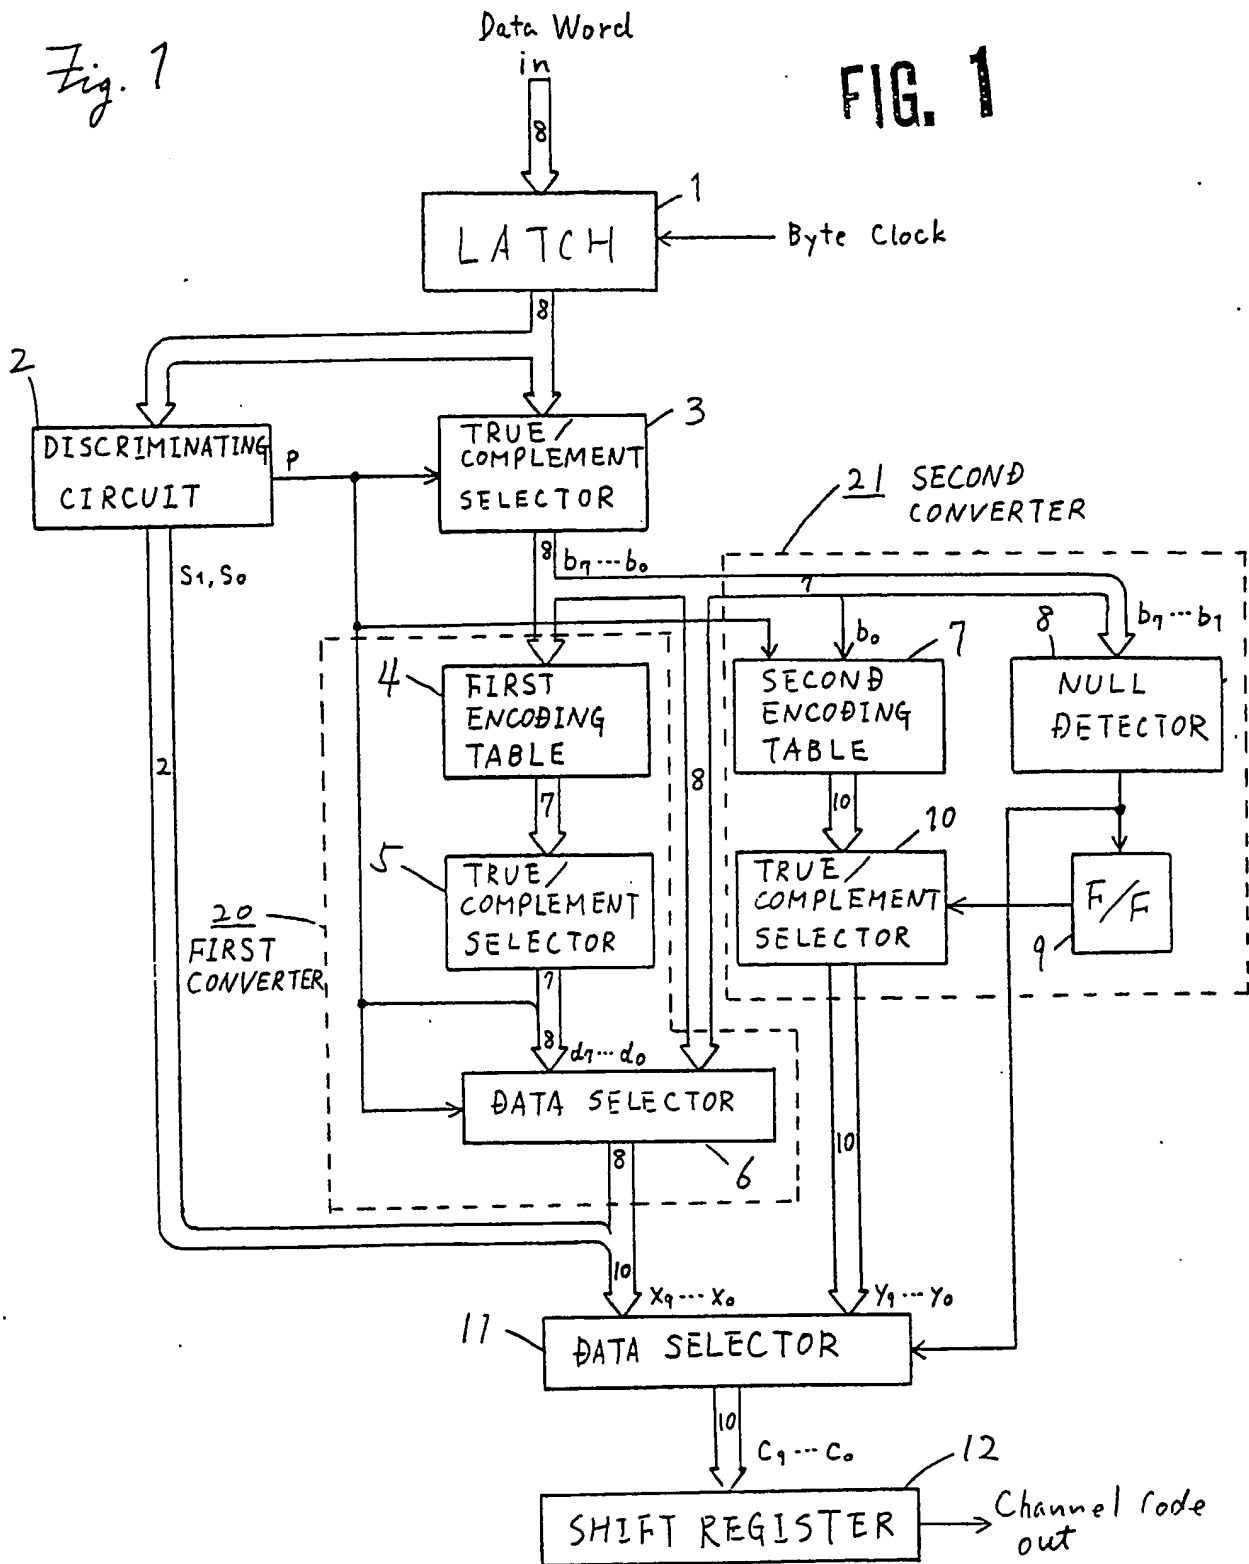 Fig. 1
FIG. 1
Data Word
in
8
1
LATCH
Byte Clock
8
2
DISCRIMINATING
CIRCUIT
P
3
TRUE/
COMPLEMENT
SELECTOR
21 SECOND
CONVERTER
S1, S0
8
b7...b0
7
b0
b7...b1
4
FIRST
ENCODING
TABLE
7
SECOND
ENCODING
TABLE
8
NULL
DETECTOR
2
7
8
10
5
TRUE/
COMPLEMENT
SELECTOR
10
TRUE/
COMPLEMENT
SELECTOR
F/F
9
20
FIRST
CONVERTER
7
8
d7...d0
DATA SELECTOR
6
8
10
10
X9...X0
Y9...Y0
11
DATA SELECTOR
10
C9...C0
12
SHIFT REGISTER
Channel Code
out